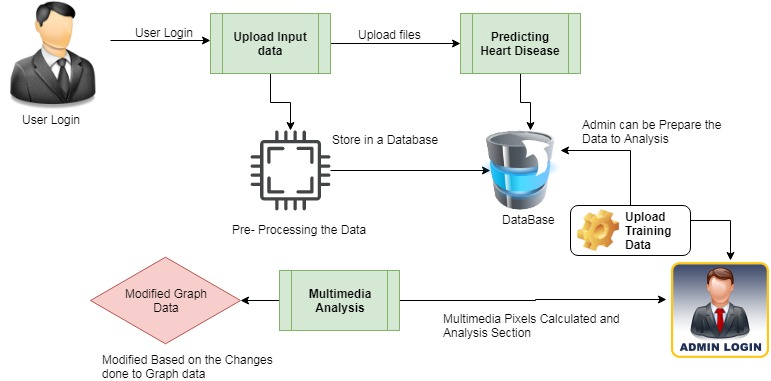 User Login
Upload Input
data
Upload files
Predicting
Heart Disease
User Login
Store in a Database
Admin can be Prepare the
Data to Analysis
Pre- Processing the Data
DataBase
Upload
Training
Data
Modified Graph
Data
Multimedia
Analysis
Multimedia Pixels Calculated and
Analysis Section
ADMIN LOGIN
Modified Based on the Changes
done to Graph data